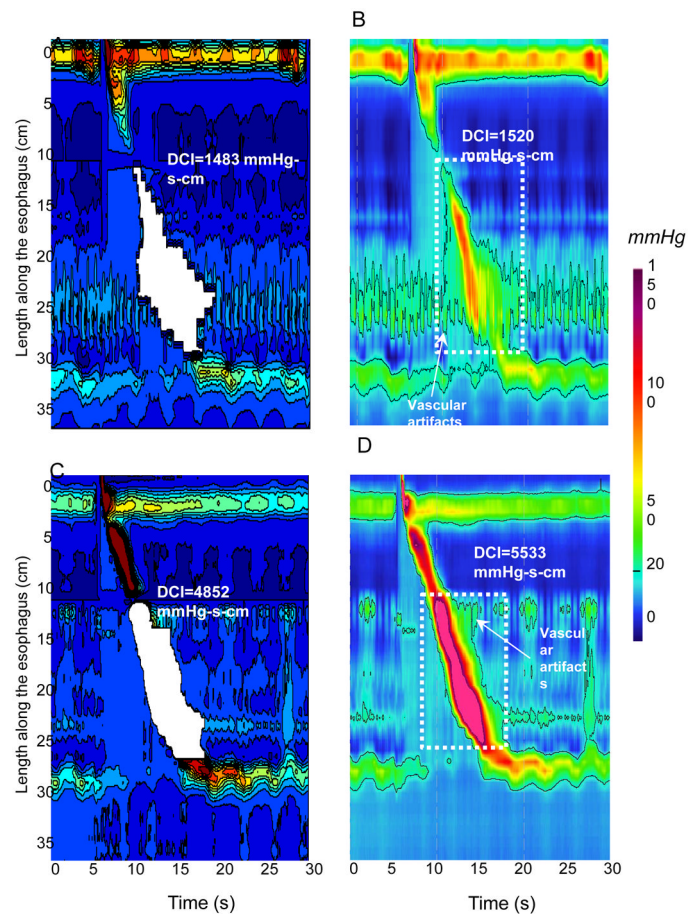 A
B
0
5
10
15
20
25
30
35
Length along the esophagus (cm)
DCI=1483 mmHg-
s-cm
DCI=1520
mmHg-s-cm
Vascular
artifacts
mmHg
1
5
0
10
0
5
0
20
0
C
D
0
5
10
15
20
25
30
35
Length along the esophagus (cm)
DCI=4852
mmHg-s-cm
DCI=5533
mmHg-s-cm
Vascul
ar
artifact
s
0 5 10 15 20 25 30
0 5 10 15 20 25 30
Time (s)
Time (s)